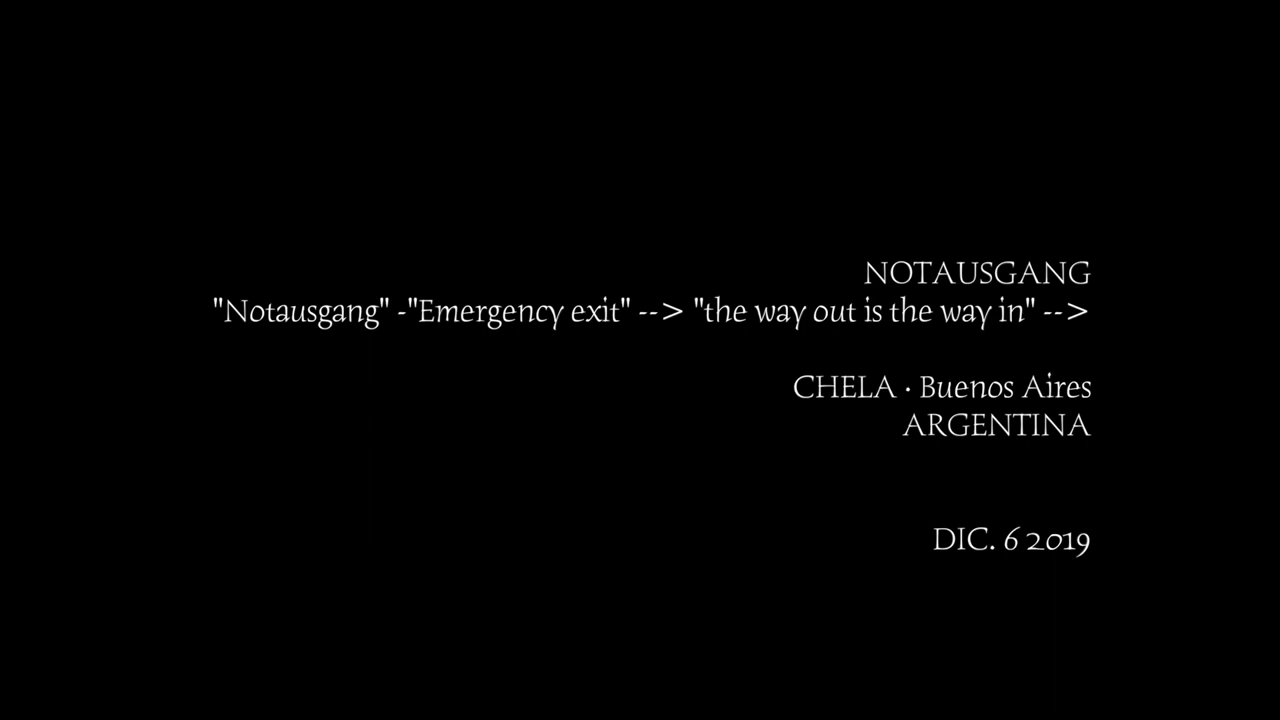 NOTAUSGANG
"Notausgang" -"Emergency exit" --> "the way out is the way in" -->
CHELA · Buenos Aires
ARGENTINA
DIC. 6 2019